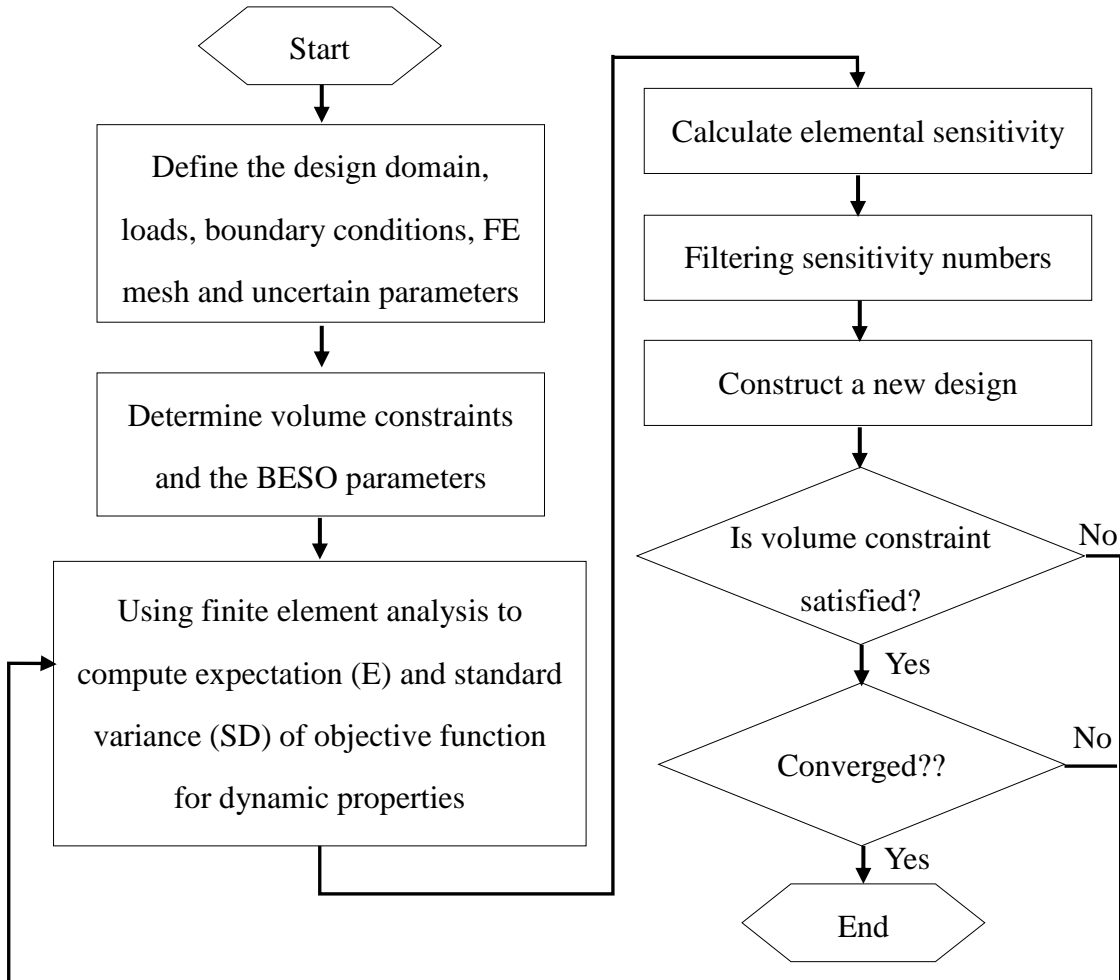 Start
Define the design domain,
loads, boundary conditions, FE
mesh and uncertain parameters
Determine volume constraints
and the BESO parameters
Using finite element analysis to
compute expectation (E) and standard
variance (SD) of objective function
for dynamic properties
Calculate elemental sensitivity
Filtering sensitivity numbers
Construct a new design
Is volume constraint
satisfied?
No
Yes
Converged??
No
Yes
End